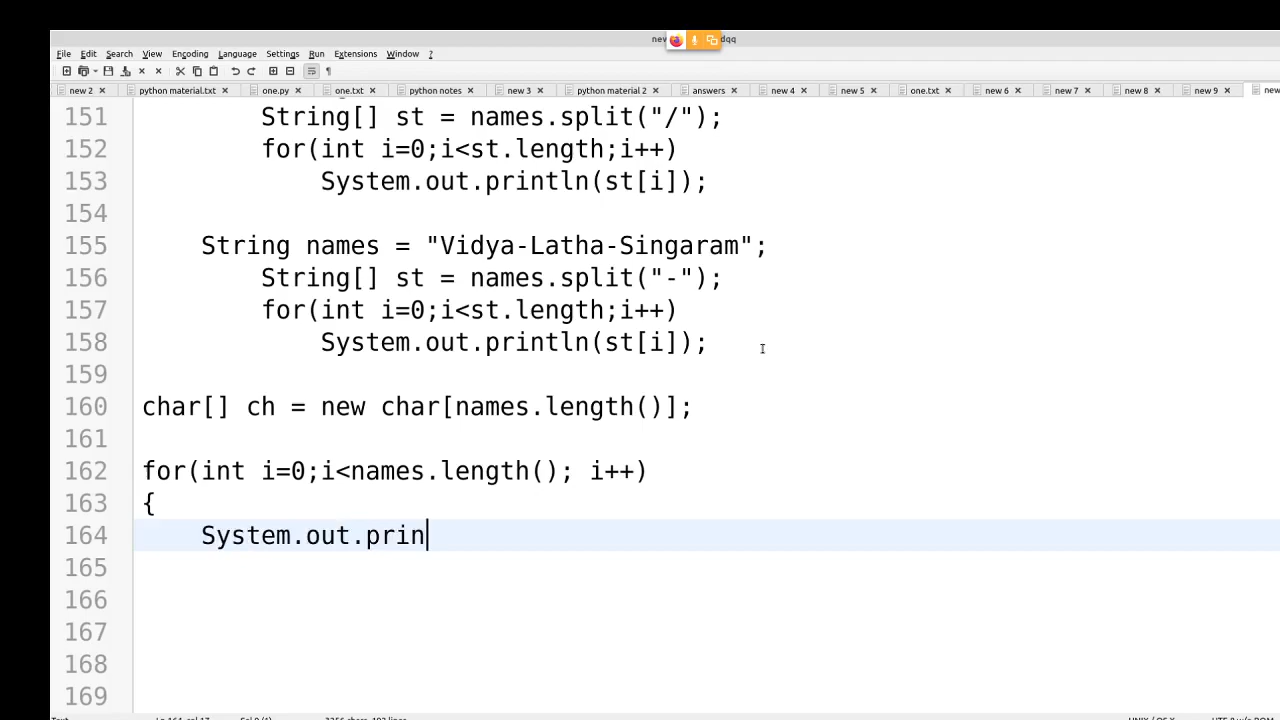 new dqq
File Edit Search View Encoding Language Settings Run Extensions Window ?
new 2 python material.txt one.py one.txt python notes new 3 python material 2 answers new 4 new 5 one.txt new 6 new 7 new 8 new 9 new
151 String[] st = names.split("/");
152 for(int i=0;i<st.length;i++)
153 System.out.println(st[i]);
154
155 String names = "Vidya-Latha-Singaram";
156 String[] st = names.split("-");
157 for(int i=0;i<st.length;i++)
158 System.out.println(st[i]);
159
160 char[] ch = new char[names.length()];
161
162 for(int i=0;i<names.length(); i++)
163 {
164 System.out.prin
165
166
167
168
169